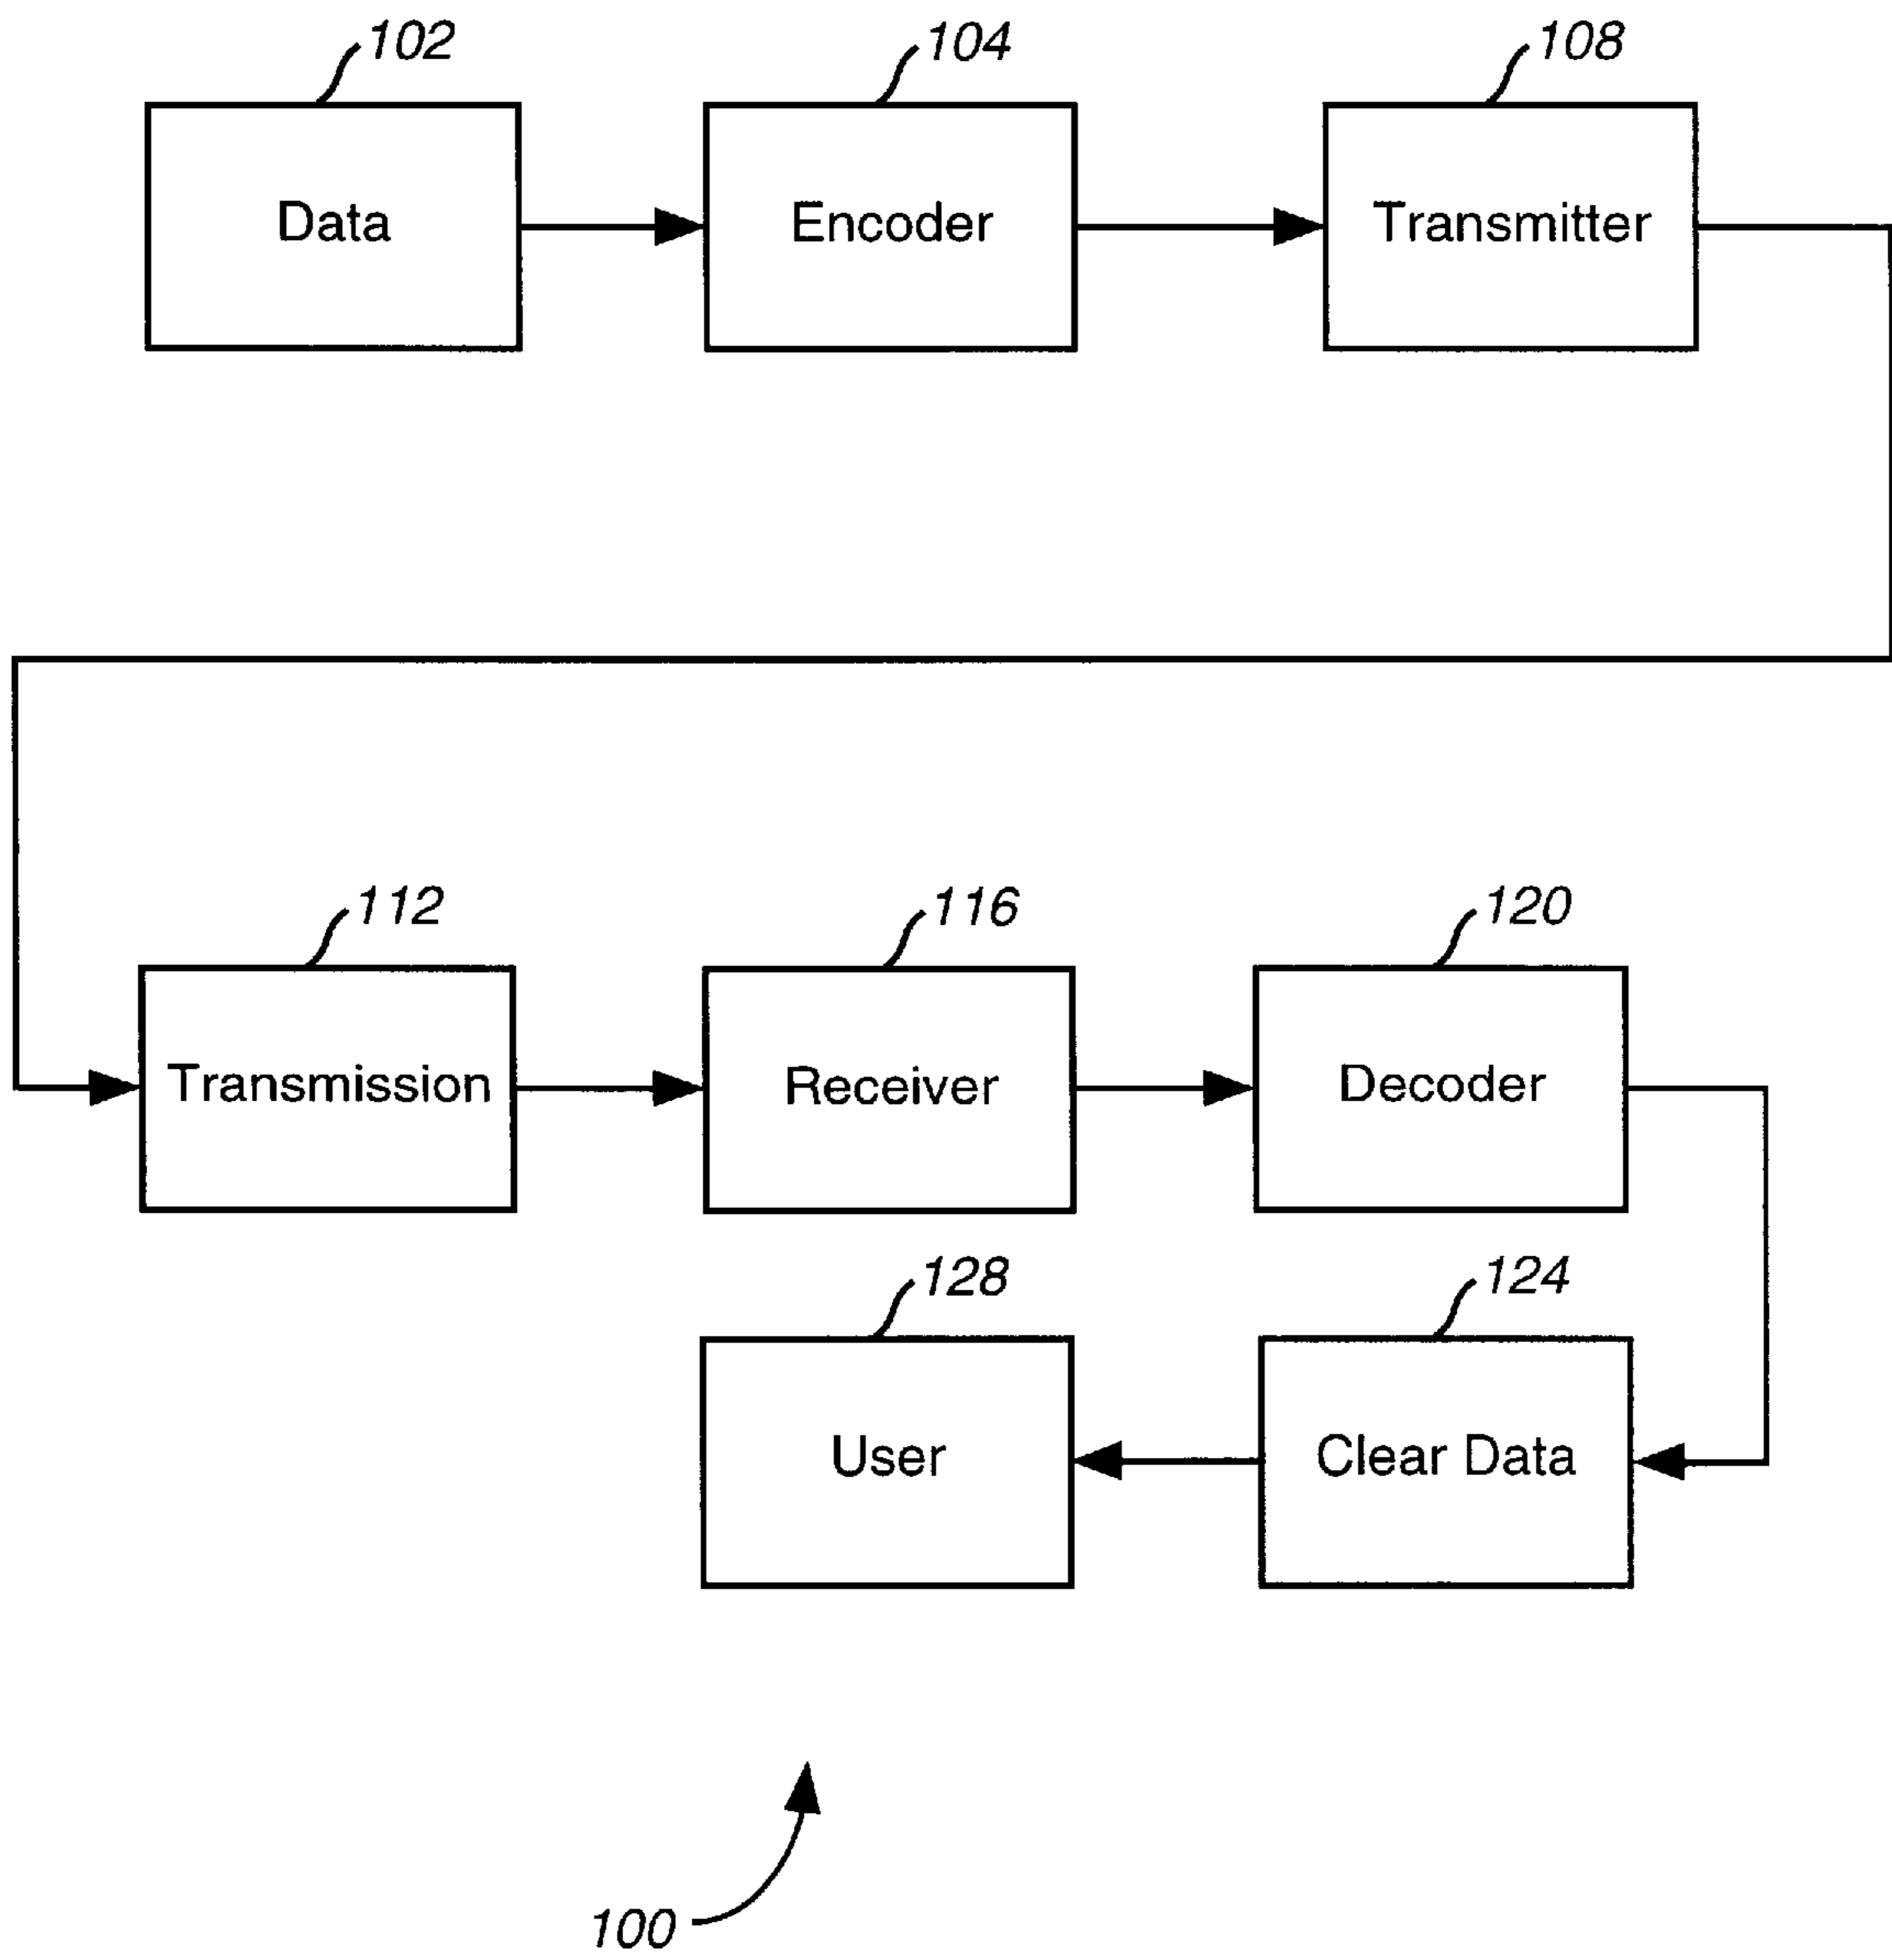 102
104
108
Data
Encoder
Transmitter
112
116
120
Transmission
Receiver
Decoder
128
124
User
Clear Data
100